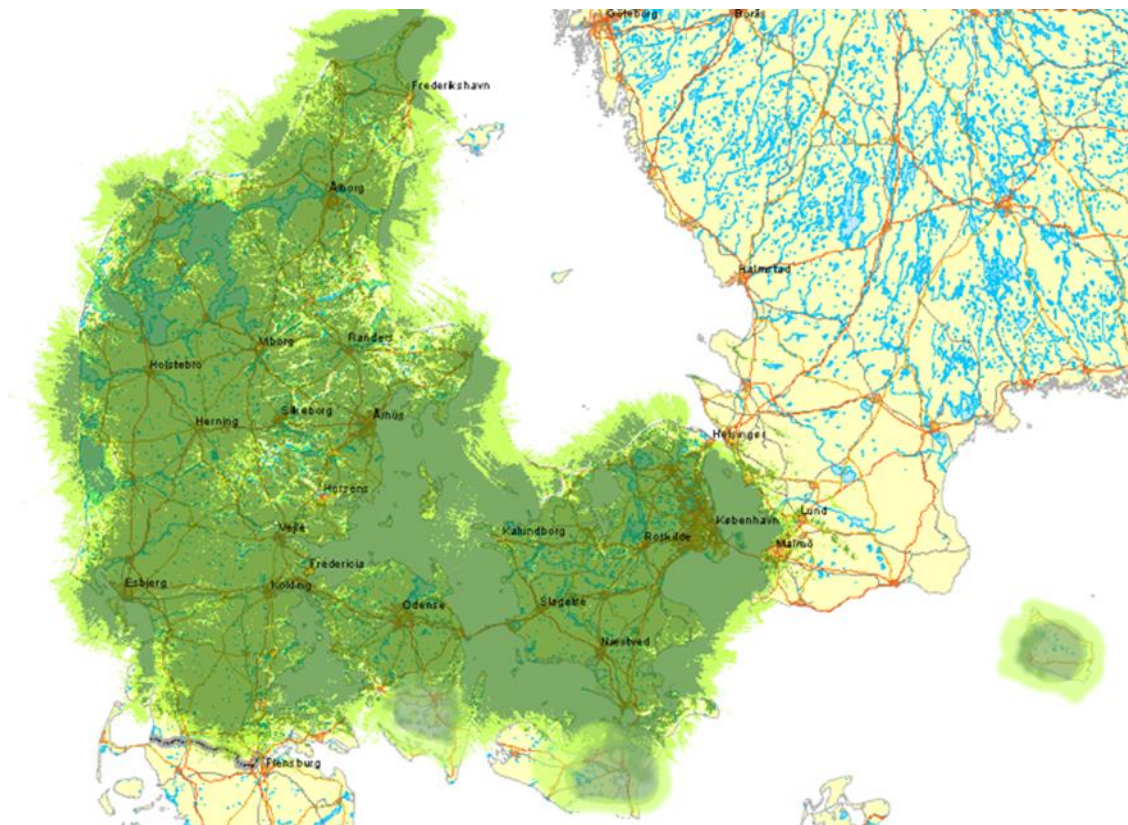 Göteborg
Borås
Frederikshavn
Ålborg
Halmstad
Viborg
Randers
Holstebro
Silkeborg
Århus
Herning
Helsingør
Horsens
Lund
København
Vejle
Kalundborg
Roskilde
Malmö
Fredericia
Esbjerg
Kolding
Odense
Slagelse
Næstved
Flensburg